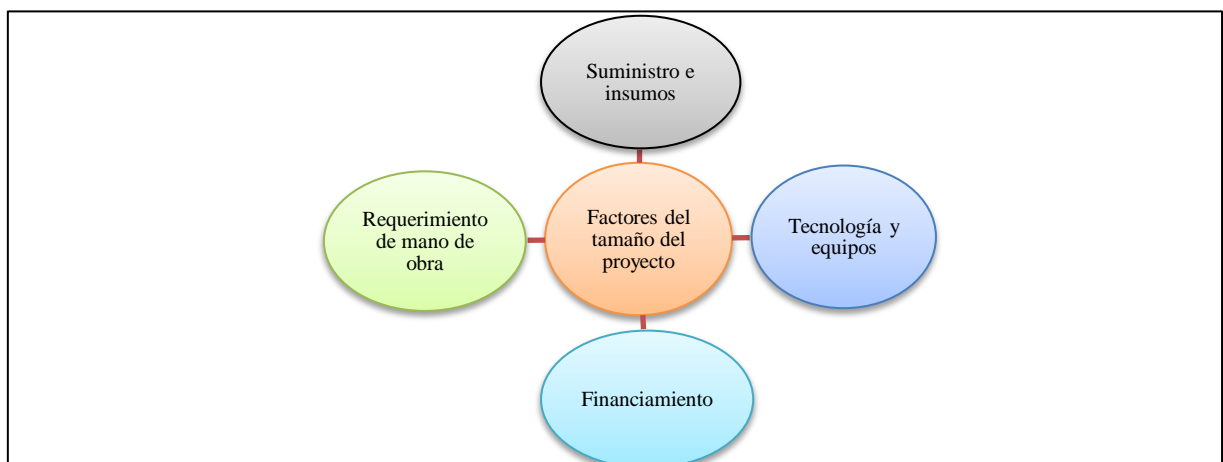 Suministro e
insumos
Requerimiento
de mano de
obra
Factores del
tamaño del
proyecto
Tecnología y
equipos
Financiamiento